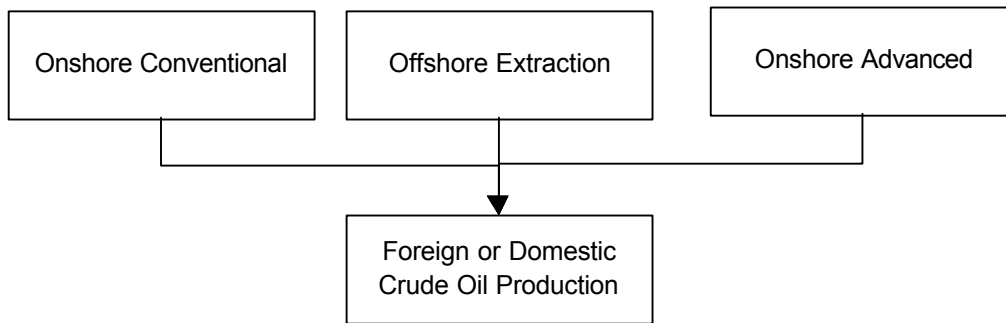 Onshore Conventional
Offshore Extraction
Onshore Advanced
Foreign or Domestic
Crude Oil Production